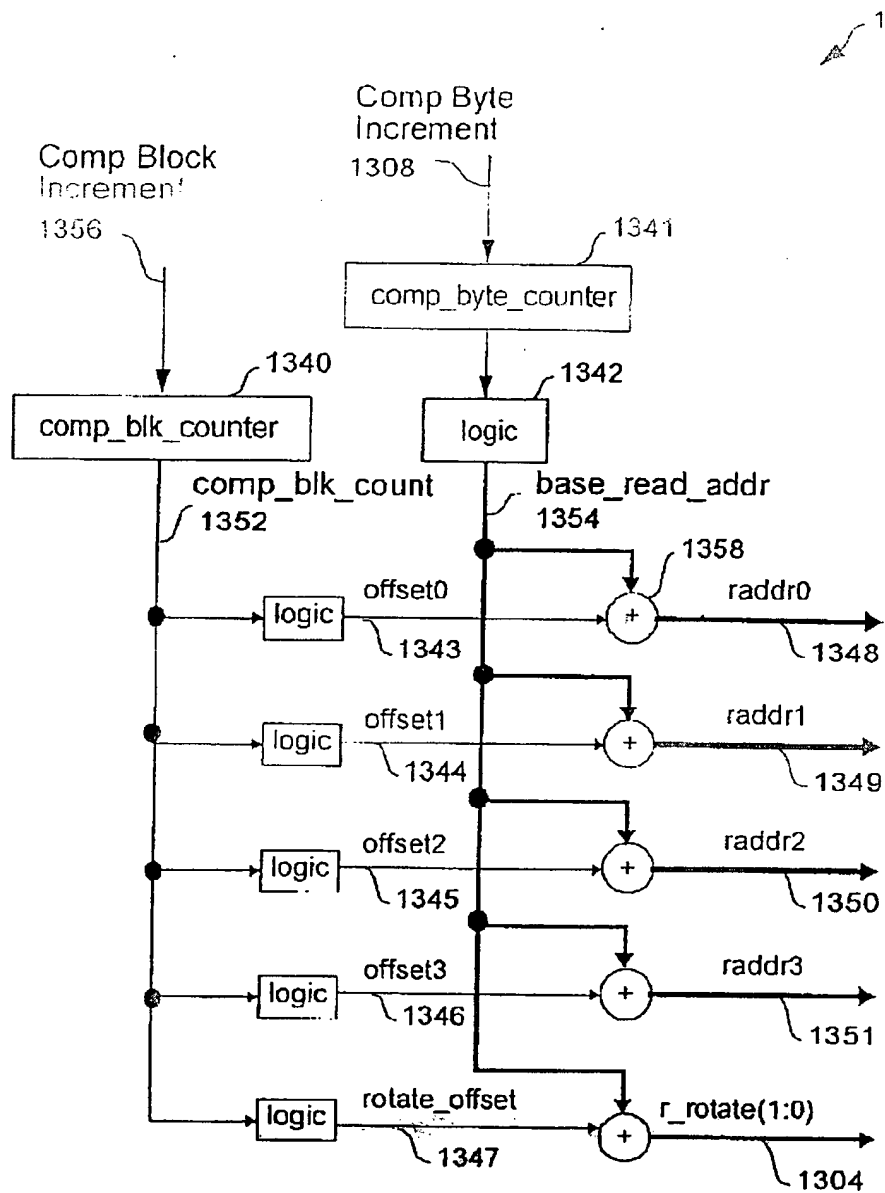 1
Comp Byte
Increment
1308
Comp Block
Increment
1356
1341
comp_byte_counter
1340
1342
comp_blk_counter
logic
comp_blk_count
1352
base_read_addr
1354
1358
logic
offset0
1343
+
raddr0
1348
logic
offset1
1344
+
raddr1
1349
logic
offset2
1345
+
raddr2
1350
logic
offset3
1346
+
raddr3
1351
logic
rotate_offset
1347
+
r_rotate(1:0)
1304